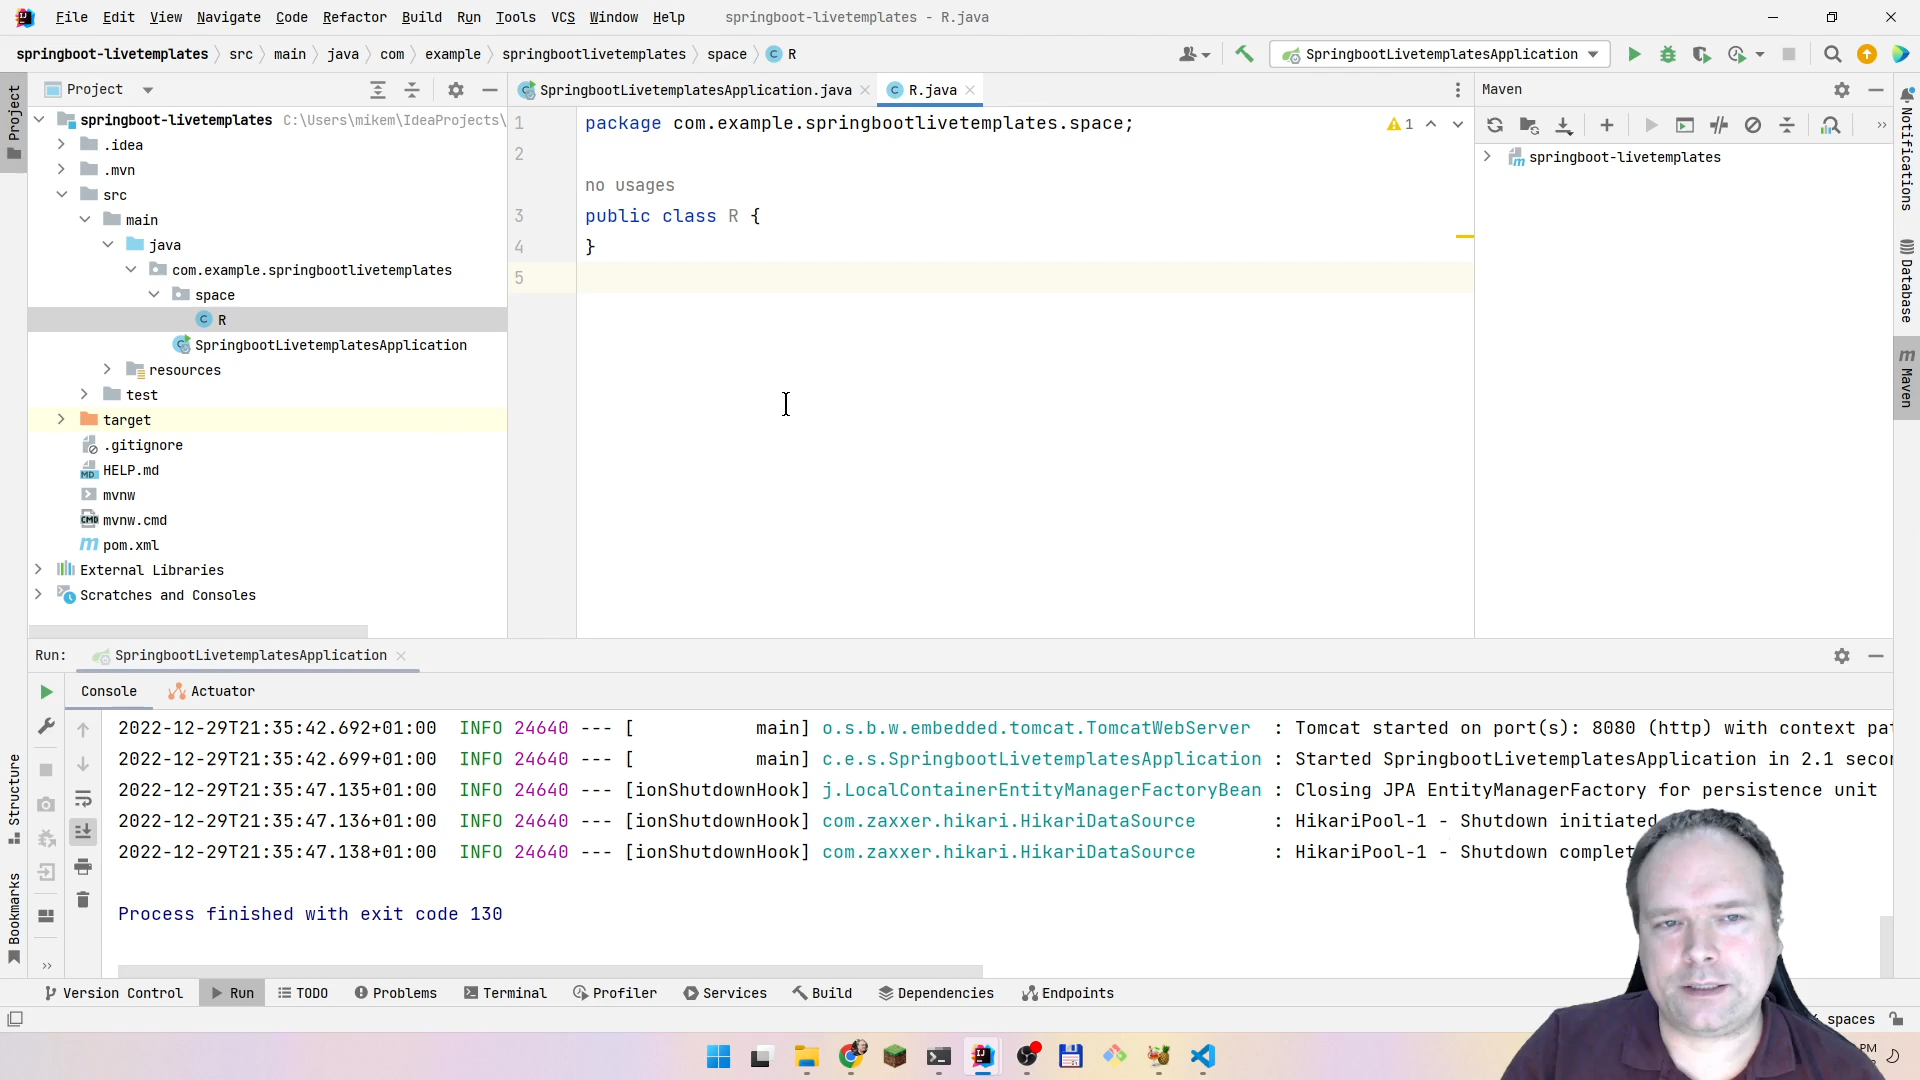 File Edit View Navigate Code Refactor Build Run Tools VCS Window Help springboot-livetemplates - R.java
springboot-livetemplates src main java com example springbootlivetemplates space R SpringbootLivetemplatesApplication
Project
SpringbootLivetemplatesApplication.java R.java
Maven
Project
springboot-livetemplates C:\Users\mikem\IdeaProjects\
.idea
.mvn
src
main
java
com.example.springbootlivetemplates
space
R
SpringbootLivetemplatesApplication
resources
test
target
.gitignore
HELP.md
mvnw
mvnw.cmd
pom.xml
External Libraries
Scratches and Consoles
1 package com.example.springbootlivetemplates.space;
1
2
no usages
3 public class R {
4 }
5
springboot-livetemplates
Notifications
Database
Maven
Run: SpringbootLivetemplatesApplication
Console Actuator
2022-12-29T21:35:42.692+01:00 INFO 24640 --- [ main] o.s.b.w.embedded.tomcat.TomcatWebServer : Tomcat started on port(s): 8080 (http) with context pat
2022-12-29T21:35:42.699+01:00 INFO 24640 --- [ main] c.e.s.SpringbootLivetemplatesApplication : Started SpringbootLivetemplatesApplication in 2.1 secon
2022-12-29T21:35:47.135+01:00 INFO 24640 --- [ionShutdownHook] j.LocalContainerEntityManagerFactoryBean : Closing JPA EntityManagerFactory for persistence unit
2022-12-29T21:35:47.136+01:00 INFO 24640 --- [ionShutdownHook] com.zaxxer.hikari.HikariDataSource : HikariPool-1 - Shutdown initiated
2022-12-29T21:35:47.138+01:00 INFO 24640 --- [ionShutdownHook] com.zaxxer.hikari.HikariDataSource : HikariPool-1 - Shutdown complet
Process finished with exit code 130
Structure
Bookmarks
Version Control Run TODO Problems Terminal Profiler Services Build Dependencies Endpoints
spaces
PM